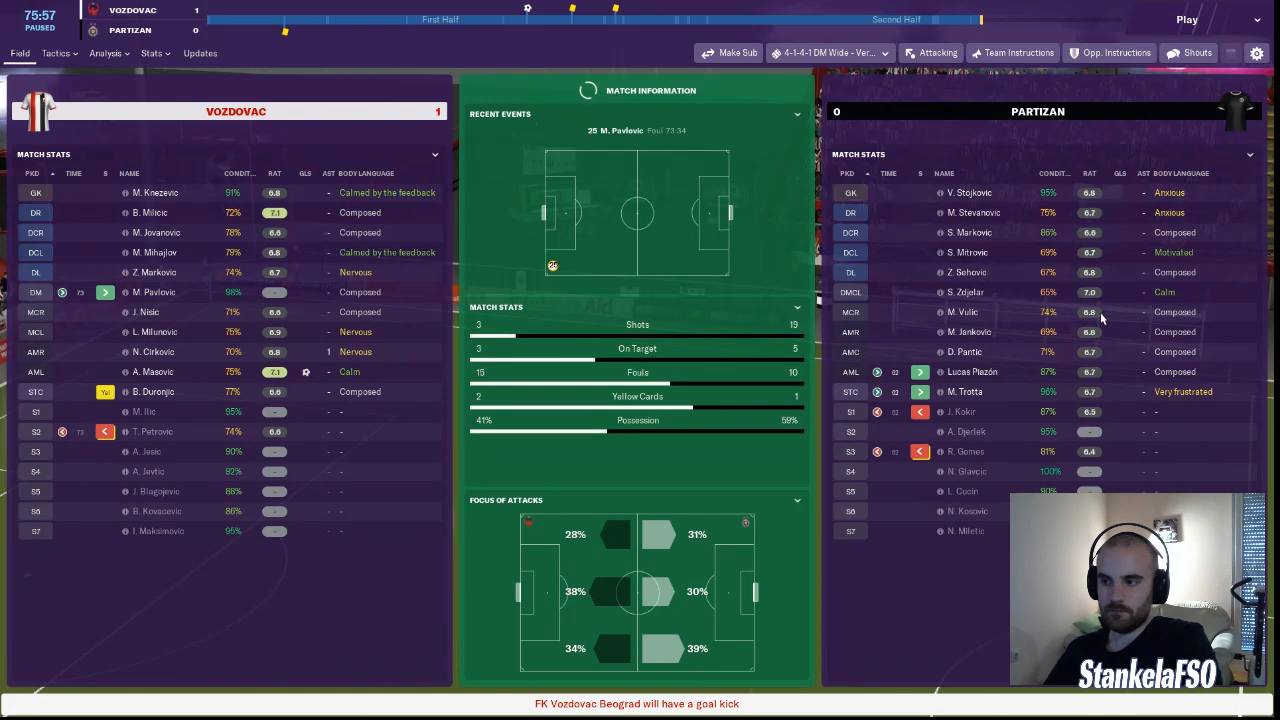 75:57
PAUSED
VOZDOVAC 1
PARTIZAN 0
First Half
Second Half
Play
Field Tactics Analysis Stats Updates
Make Sub 4-1-4-1 DM Wide - Ver... Attacking Team Instructions Opp. Instructions Shouts
VOZDOVAC 1
MATCH STATS
PKD TIME S NAME CONDIT... RAT GLS AST BODY LANGUAGE
GK M. Knezevic 91% 6.8 - Calmed by the feedback
DR B. Milicic 72% 7.1 - Composed
DCR M. Jovanovic 78% 6.6 - Composed
DCL M. Mihajlov 79% 6.8 - Calmed by the feedback
DL Z. Markovic 74% 6.7 - Nervous
DM 73 M. Pavlovic 98% - - Composed
MCR J. Nisic 71% 6.6 - Composed
MCL L. Milunovic 75% 6.9 - Nervous
AMR N. Cirkovic 70% 6.8 1 Nervous
AML A. Masovic 75% 7.1 - Calm
STC Yel B. Duronjic 77% 6.6 - Composed
S1 M. Ilic 95% - - -
S2 73 T. Petrovic 74% 6.6 - -
S3 A. Jesic 90% - - -
S4 A. Jevtic 92% - - -
S5 J. Blagojevic 88% - - -
S6 B. Kovacevic 86% - - -
S7 I. Maksimovic 95% - - -
MATCH INFORMATION
RECENT EVENTS
25 M. Pavlovic Foul 73:34
25
MATCH STATS
3 Shots 19
3 On Target 5
15 Fouls 10
2 Yellow Cards 1
41% Possession 59%
FOCUS OF ATTACKS
28% 31%
38% 30%
34% 39%
0 PARTIZAN
MATCH STATS
PKD TIME S NAME CONDIT... RAT GLS AST BODY LANGUAGE
GK V. Stojkovic 95% 6.8 - Anxious
DR M. Stevanovic 75% 6.7 - Anxious
DCR S. Markovic 86% 6.6 - Composed
DCL S. Mitrovic 69% 6.7 - Motivated
DL Z. Sehovic 67% 6.8 - Composed
DMCL S. Zdjelar 65% 7.0 - Calm
MCR M. Vulic 74% 6.8 - Composed
AMR M. Jankovic 69% 6.8 - Composed
AMC D. Pantic 71% 6.7 - Composed
AML 62 Lucas Piazón 87% 6.7 - Composed
STC 62 M. Trotta 96% 6.7 - Very frustrated
S1 62 J. Kokir 87% 6.5 - -
S2 A. Djerlek 95% - - -
S3 62 R. Gomes 81% 6.4 - -
S4 N. Glavcic 100% - - -
S5 L. Cucin 90%
S6 N. Kosovic
S7 N. Miletic
StankelaFSO
FK Vozdovac Beograd will have a goal kick